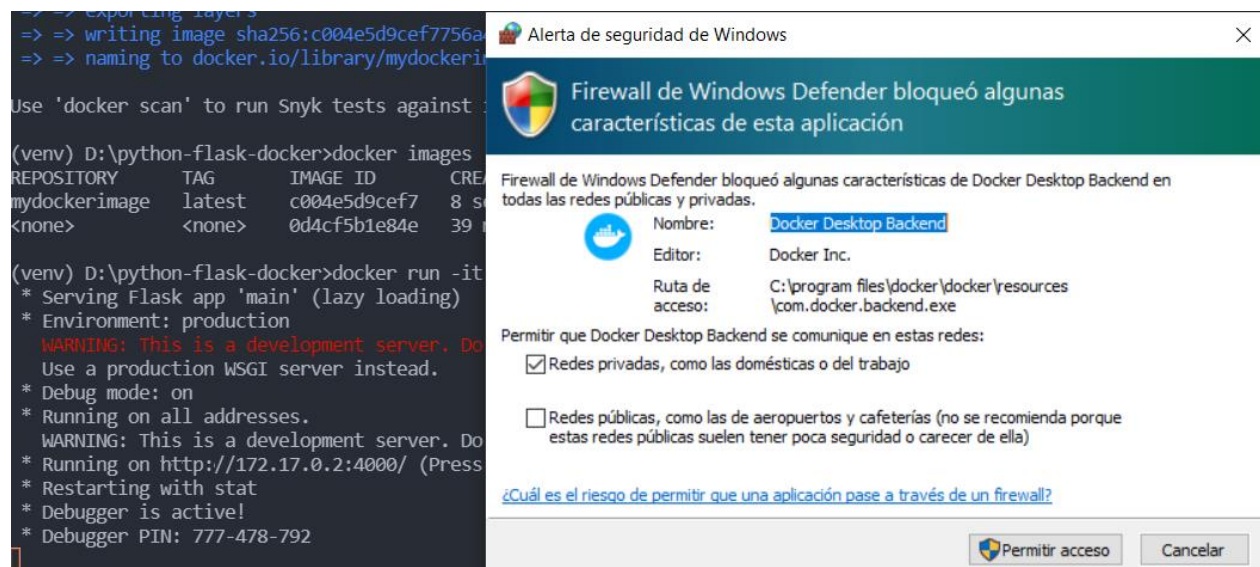 => => exporting layers
=> => writing image sha256:c004e5d9cef7756a
=> => naming to docker.io/library/mydockeri
Use 'docker scan' to run Snyk tests against
(venv) D:\python-flask-docker>docker images
REPOSITORY TAG IMAGE ID CRE
mydockerimage latest c004e5d9cef7 8 s
<none> <none> 0d4cf5b1e84e 39
(venv) D:\python-flask-docker>docker run -it
* Serving Flask app 'main' (lazy loading)
* Environment: production
WARNING: This is a development server. Do
Use a production WSGI server instead.
* Debug mode: on
* Running on all addresses.
WARNING: This is a development server. Do
* Running on http://172.17.0.2:4000/ (Press
* Restarting with stat
* Debugger is active!
* Debugger PIN: 777-478-792
Alerta de seguridad de Windows
Firewall de Windows Defender bloqueó algunas
características de esta aplicación
Firewall de Windows Defender bloqueó algunas características de Docker Desktop Backend en
todas las redes públicas y privadas.
Nombre: Docker Desktop Backend
Editor: Docker Inc.
Ruta de C:\program files\docker\docker\resources
acceso: \com.docker.backend.exe
Permitir que Docker Desktop Backend se comunique en estas redes:
Redes privadas, como las domésticas o del trabajo
Redes públicas, como las de aeropuertos y cafeterías (no se recomienda porque
estas redes públicas suelen tener poca seguridad o carecer de ella)
¿Cuál es el riesgo de permitir que una aplicación pase a través de un firewall?
Permitir acceso Cancelar